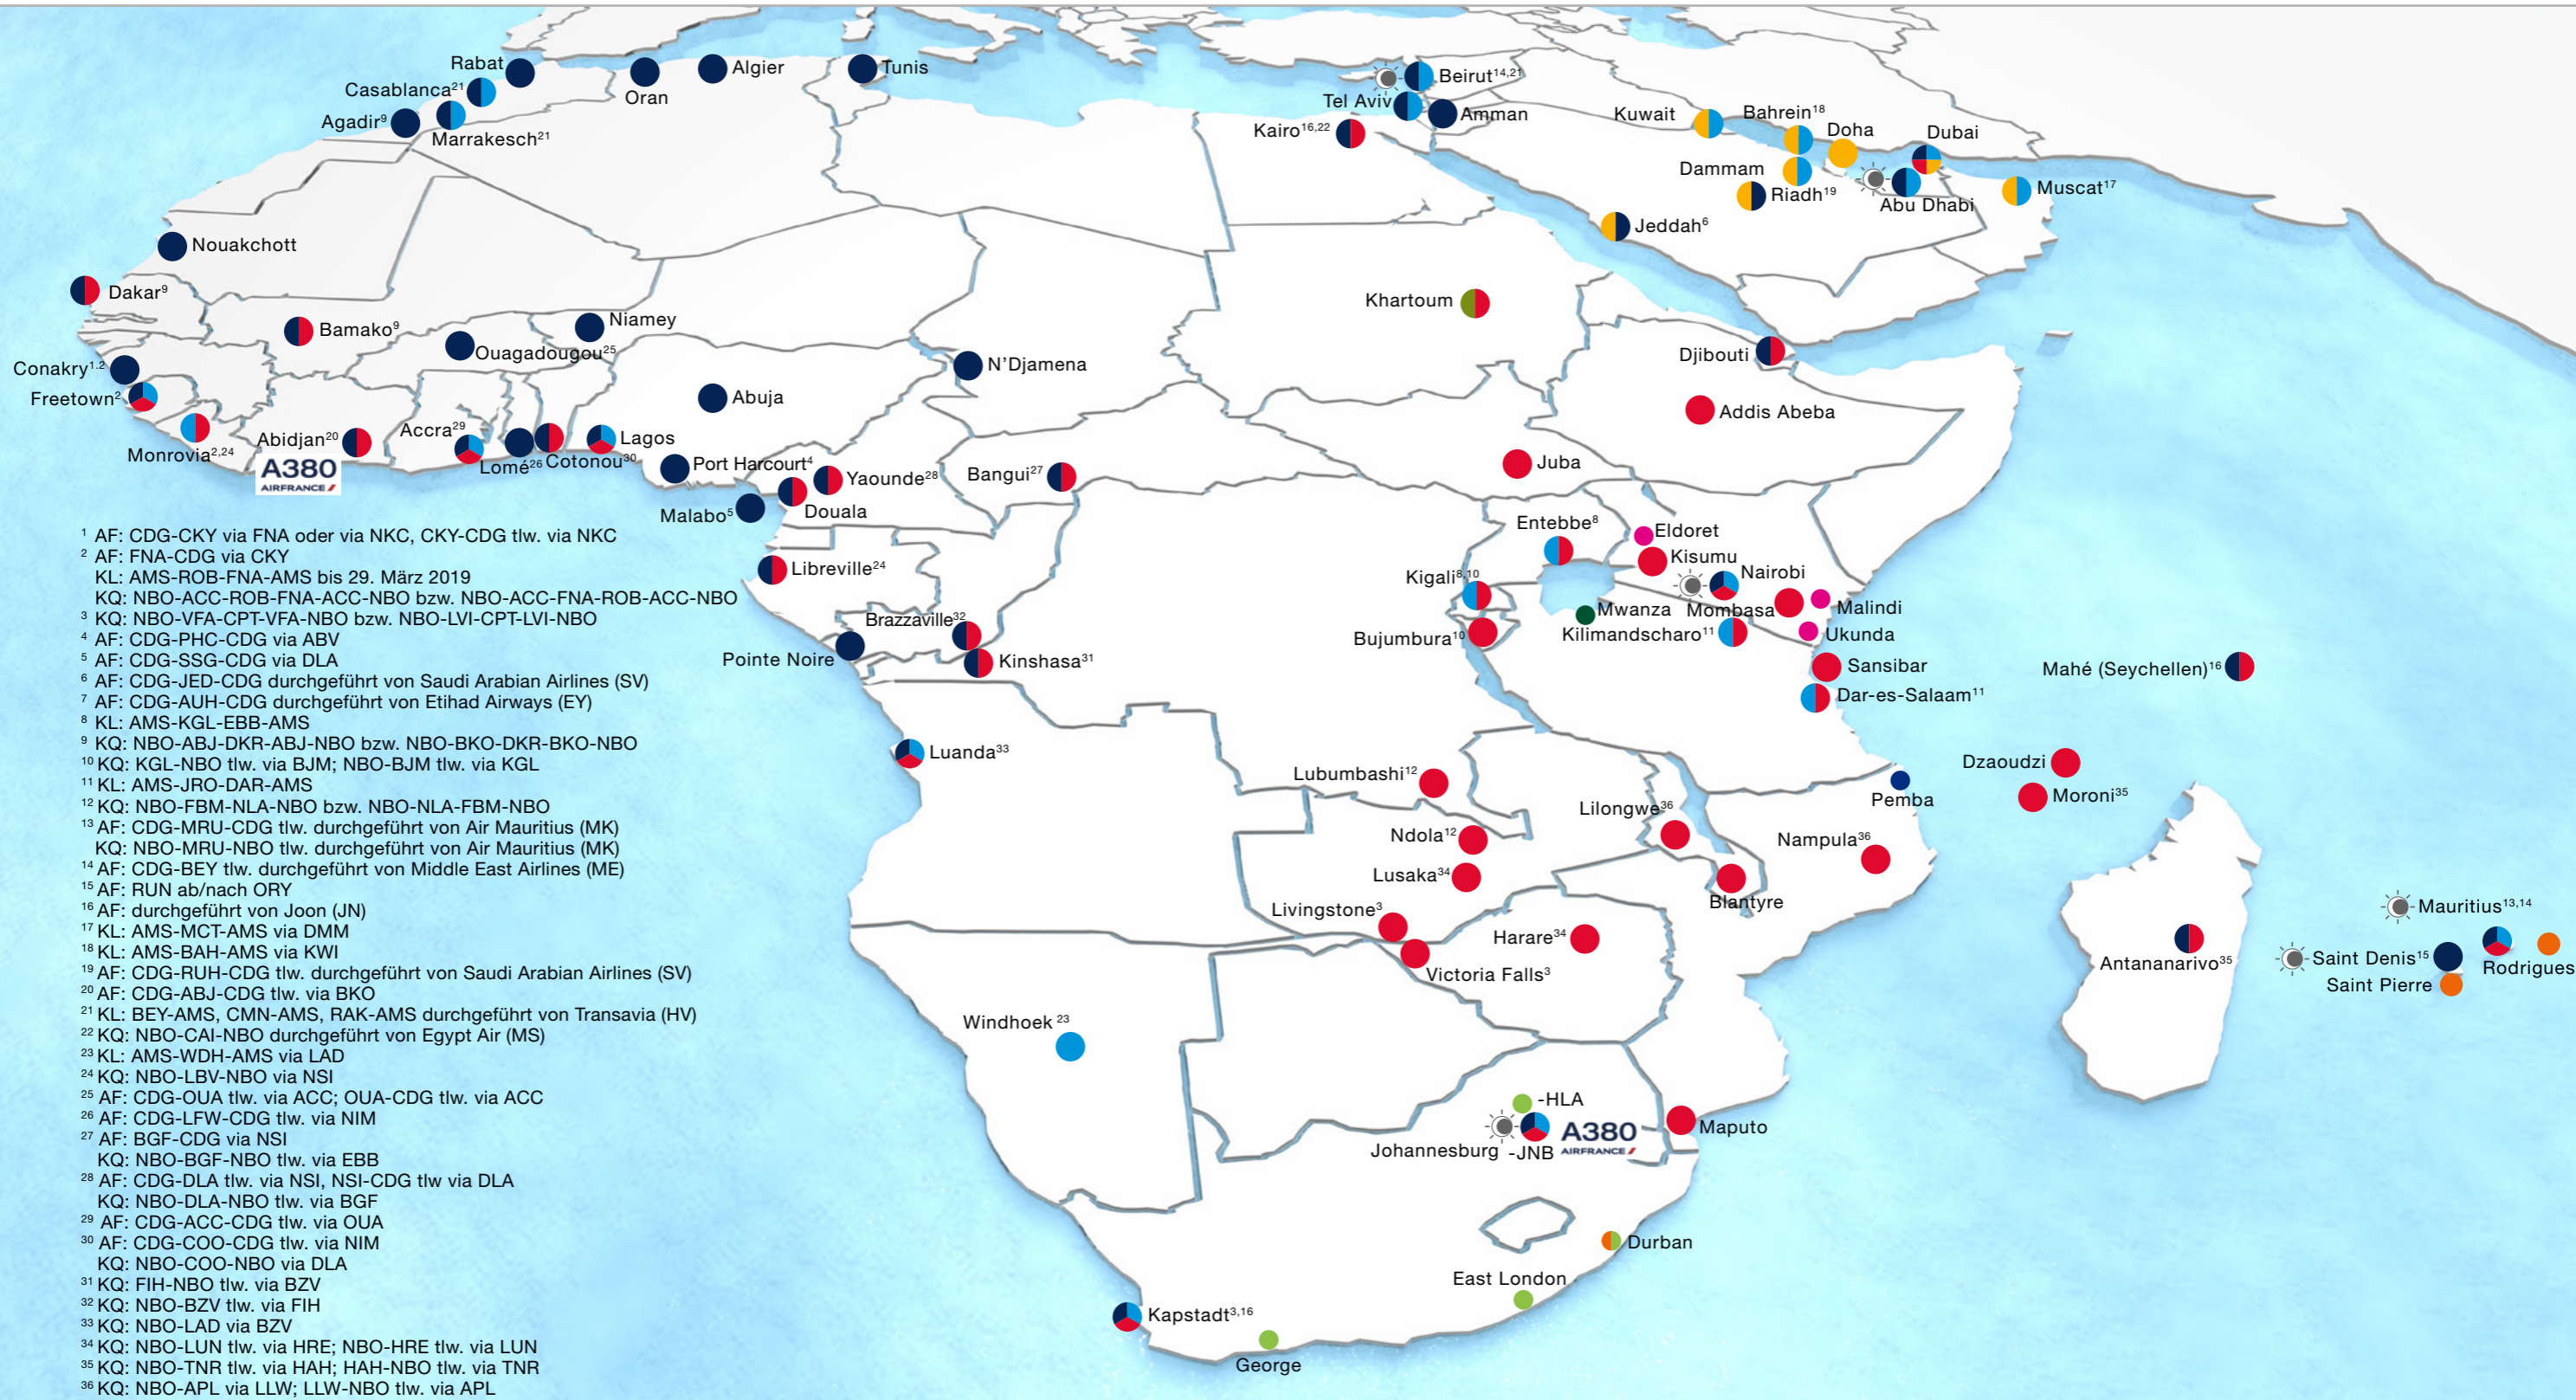 Rabat
Casablanca21
Agadir9
Marrakesch21
Oran
Algier
Tunis
Beirut14,21
Tel Aviv
Amman
Kairo16,22
Kuwait
Bahrein18
Doha
Dubai
Dammam
Riadh19
Abu Dhabi
Muscat17
Jeddah6
Nouakchott
Dakar9
Bamako9
Niamey
Ouagadougou25
Conakry1.2
Freetown2
Monrovia2,24
Abidjan20
A380
AIRFRANCE
Accra29
Lomé26
Cotonou30
Lagos
Abuja
N'Djamena
Port Harcourt4
Yaounde28
Bangui27
Malabo5
Douala
Libreville24
Brazzaville32
Pointe Noire
Kinshasa31
Luanda33
Khartoum
Djibouti
Addis Abeba
Juba
Entebbe8
Eldoret
Kisumu
Kigali8,10
Nairobi
Mwanza
Mombasa
Malindi
Bujumbura10
Kilimandscharo11
Ukunda
Sansibar
Dar-es-Salaam11
Mahé (Seychellen)16
Dzaoudzi
Moroni35
Pemba
Lubumbashi12
Lilongwe36
Ndola12
Nampula36
Lusaka34
Blantyre
Livingstone3
Harare34
Victoria Falls3
Antananarivo35
Mauritius13,14
Saint Denis15
Rodrigues
Saint Pierre
Windhoek 23
-HLA
Johannesburg
-JNB
A380
AIRFRANCE
Maputo
Durban
East London
Kapstadt3,16
George
1 AF: CDG-CKY via FNA oder via NKC, CKY-CDG tlw. via NKC
2 AF: FNA-CDG via CKY
KL: AMS-ROB-FNA-AMS bis 29. März 2019
KQ: NBO-ACC-ROB-FNA-ACC-NBO bzw. NBO-ACC-FNA-ROB-ACC-NBO
3 KQ: NBO-VFA-CPT-VFA-NBO bzw. NBO-LVI-CPT-LVI-NBO
4 AF: CDG-PHC-CDG via ABV
5 AF: CDG-SSG-CDG via DLA
6 AF: CDG-JED-CDG durchgeführt von Saudi Arabian Airlines (SV)
7 AF: CDG-AUH-CDG durchgeführt von Etihad Airways (EY)
8 KL: AMS-KGL-EBB-AMS
9 KQ: NBO-ABJ-DKR-ABJ-NBO bzw. NBO-BKO-DKR-BKO-NBO
10 KQ: KGL-NBO tlw. via BJM; NBO-BJM tlw. via KGL
11 KL: AMS-JRO-DAR-AMS
12 KQ: NBO-FBM-NLA-NBO bzw. NBO-NLA-FBM-NBO
13 AF: CDG-MRU-CDG tlw. durchgeführt von Air Mauritius (MK)
KQ: NBO-MRU-NBO tlw. durchgeführt von Air Mauritius (MK)
14 AF: CDG-BEY tlw. durchgeführt von Middle East Airlines (ME)
15 AF: RUN ab/nach ORY
16 AF: durchgeführt von Joon (JN)
17 KL: AMS-MCT-AMS via DMM
18 KL: AMS-BAH-AMS via KWI
19 AF: CDG-RUH-CDG tlw. durchgeführt von Saudi Arabian Airlines (SV)
20 AF: CDG-ABJ-CDG tlw. via BKO
21 KL: BEY-AMS, CMN-AMS, RAK-AMS durchgeführt von Transavia (HV)
22 KQ: NBO-CAI-NBO durchgeführt von Egypt Air (MS)
23 KL: AMS-WDH-AMS via LAD
24 KQ: NBO-LBV-NBO via NSI
25 AF: CDG-OUA tlw. via ACC; OUA-CDG tlw. via ACC
26 AF: CDG-LFW-CDG tlw. via NIM
27 AF: BGF-CDG via NSI
KQ: NBO-BGF-NBO tlw. via EBB
28 AF: CDG-DLA tlw. via NSI, NSI-CDG tlw via DLA
KQ: NBO-DLA-NBO tlw. via BGF
29 AF: CDG-ACC-CDG tlw. via OUA
30 AF: CDG-COO-CDG tlw. via NIM
KQ: NBO-COO-NBO via DLA
31 KQ: FIH-NBO tlw. via BZV
32 KQ: NBO-BZV tlw. via FIH
33 KQ: NBO-LAD via BZV
34 KQ: NBO-LUN tlw. via HRE; NBO-HRE tlw. via LUN
35 KQ: NBO-TNR tlw. via HAH; HAH-NBO tlw. via TNR
36 KQ: NBO-APL via LLW; LLW-NBO tlw. via APL